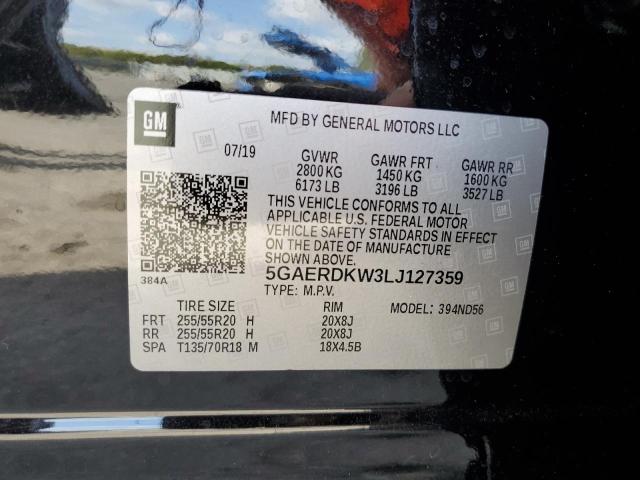 GM
MFD BY GENERAL MOTORS LLC
07/19 GVWR GAWR FRT GAWR RR
2800 KG 1450 KG 1600 KG
6173 LB 3196 LB 3527 LB
THIS VEHICLE CONFORMS TO ALL
APPLICABLE U.S. FEDERAL MOTOR
VEHICLE SAFETY STANDARDS IN EFFECT
ON THE DATE OF MANUFACTURE
SHOWN ABOVE.
384A 5GAERDKW3LJ127359
TYPE: M.P.V.
TIRE SIZE RIM MODEL: 394ND56
FRT 255/55R20 H 20X8J
RR 255/55R20 H 20X8J
SPA T135/70R18 M 18X4.5B